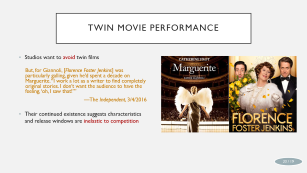 TWIN MOVIE PERFORMANCE
Studios want to avoid twin films
But, for Giannoli, [Florence Foster Jenkins] was
particularly galling, given he'd spent a decade on
Marguerite. "I work a lot as a writer to find completely
original stories. I don't want the audience to have the
feeling, 'oh, I saw that!'"
—The Independent, 3/4/2016
Their continued existence suggests characteristics
and release windows are inelastic to competition
CATHERINE FROT
Marguerite
FLORENCE
FOSTER JENKINS